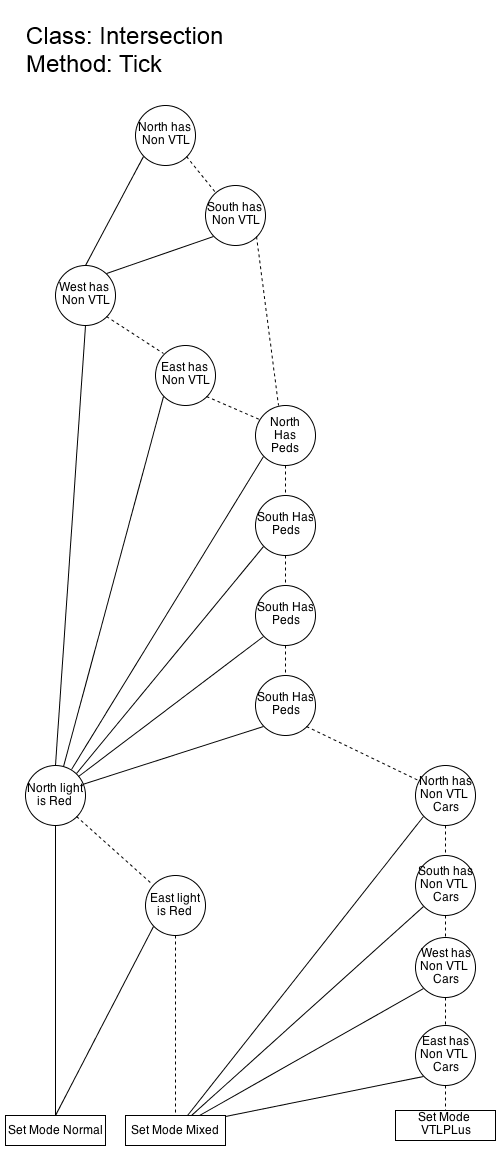 Class: Intersection
Method: Tick
North has
Non VTL
South has
Non VTL
West has
Non VTL
East has
Non VTL
North
Has
Peds
South Has
Peds
South Has
Peds
South Has
Peds
North light
is Red
North has
Non VTL
Cars
South has
Non VTL
Cars
East light
is Red
West has
Non VTL
Cars
East has
Non VTL
Cars
Set Mode Normal
Set Mode Mixed
Set Mode
VTLPLus